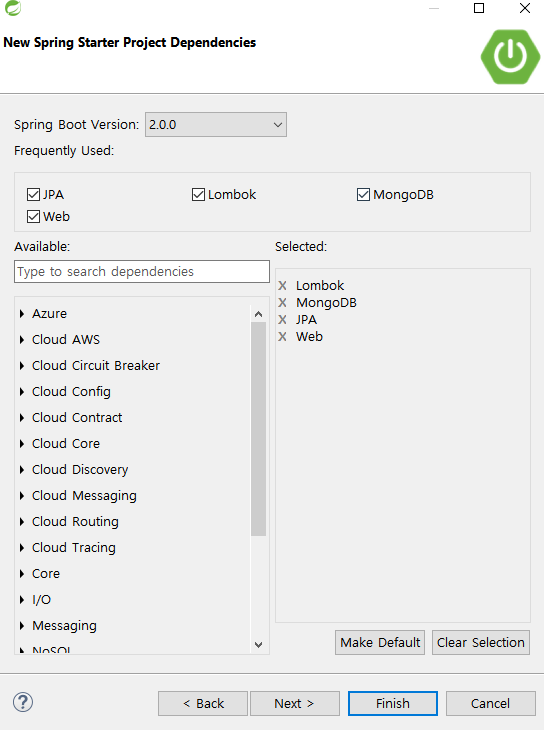 New Spring Starter Project Dependencies
Spring Boot Version: 2.0.0
Frequently Used:
JPA Lombok MongoDB
Web
Available: Selected:
Type to search dependencies
X Lombok
X MongoDB
X JPA
X Web
Azure
Cloud AWS
Cloud Circuit Breaker
Cloud Config
Cloud Contract
Cloud Core
Cloud Discovery
Cloud Messaging
Cloud Routing
Cloud Tracing
Core
I/O
Messaging
NoSQL
Make Default Clear Selection
? < Back Next > Finish Cancel